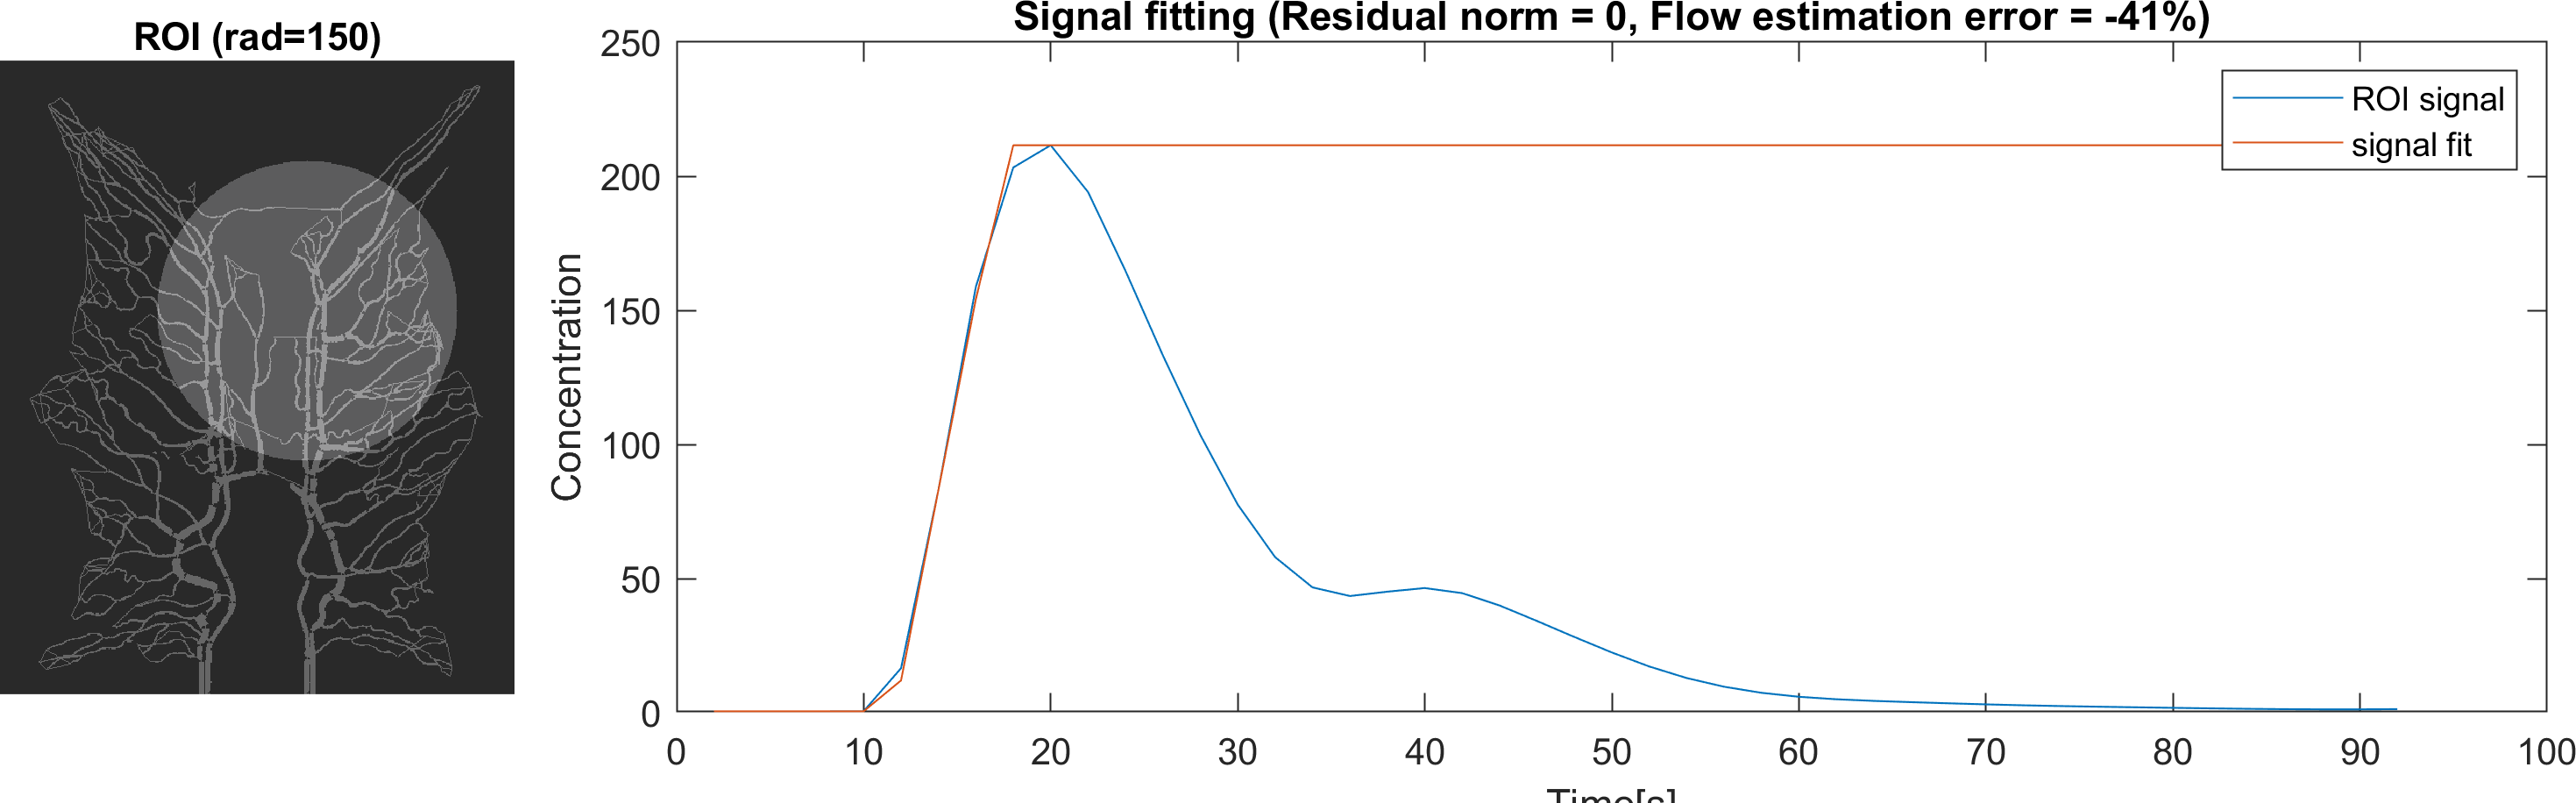 ROI (rad=150)
Signal fitting (Residual norm = 0, Flow estimation error = -41%)
250
200
150
100
50
0
Concentration
ROI signal
signal fit
0 10 20 30 40 50 60 70 80 90 100
Time[s]